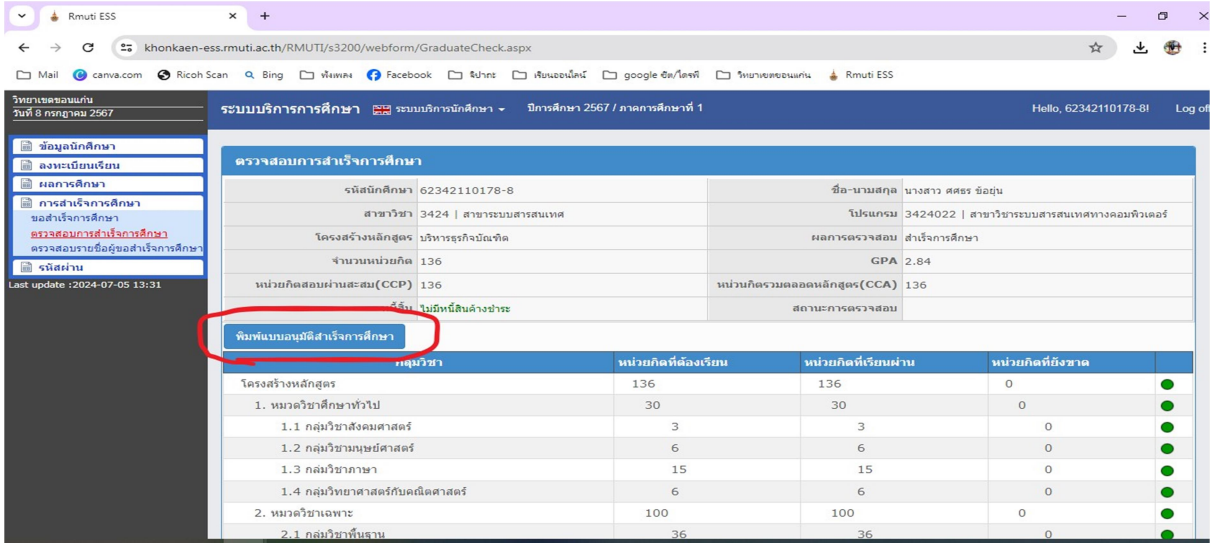 Rmuti ESS
khonkaen-ess.rmuti.ac.th/RMUTI/s3200/webform/GraduateCheck.aspx
Mail canva.com Ricoh Scan Bing ฟังเพลง Facebook จิปาถะ เรียนออนไลน์ google ชีต/ไดรฟ์ วิทยาเขตขอนแก่น Rmuti ESS
วิทยาเขตขอนแก่น
วันที่ 8 กรกฎาคม 2567
ระบบบริการการศึกษา ระบบบริการนักศึกษา ปีการศึกษา 2567 / ภาคการศึกษาที่ 1 Hello, 62342110178-8! Log off
ข้อมูลนักศึกษา
ลงทะเบียนเรียน
ผลการศึกษา
การสำเร็จการศึกษา
ขอสำเร็จการศึกษา
ตรวจสอบการสำเร็จการศึกษา
ตรวจสอบรายชื่อผู้ขอสำเร็จการศึกษา
รหัสผ่าน
Last update :2024-07-05 13:31
ตรวจสอบการสำเร็จการศึกษา
รหัสนักศึกษา 62342110178-8 ชื่อ-นามสกุล นางสาว ศศธร ข้อยุ่น
สาขาวิชา 3424 | สาขาระบบสารสนเทศ โปรแกรม 3424022 | สาขาวิชาระบบสารสนเทศทางคอมพิวเตอร์
โครงสร้างหลักสูตร บริหารธุรกิจบัณฑิต ผลการตรวจสอบ สำเร็จการศึกษา
จำนวนหน่วยกิต 136 GPA 2.84
หน่วยกิตสอบผ่านสะสม(CCP) 136 หน่วนกิตรวมตลอดหลักสูตร(CCA) 136
หนี้สิน ไม่มีหนี้สินค้างชำระ สถานะการตรวจสอบ
พิมพ์แบบอนุมัติสำเร็จการศึกษา
กลุ่มวิชา หน่วยกิตที่ต้องเรียน หน่วยกิตที่เรียนผ่าน หน่วยกิตที่ยังขาด
โครงสร้างหลักสูตร 136 136 0
1. หมวดวิชาศึกษาทั่วไป 30 30 0
1.1 กลุ่มวิชาสังคมศาสตร์ 3 3 0
1.2 กลุ่มวิชามนุษย์ศาสตร์ 6 6 0
1.3 กลุ่มวิชาภาษา 15 15 0
1.4 กลุ่มวิทยาศาสตร์กับคณิตศาสตร์ 6 6 0
2. หมวดวิชาเฉพาะ 100 100 0
2.1 กลุ่มวิชาพื้นฐาน 36 36 0